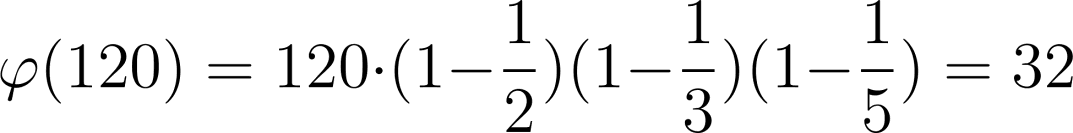 φ(120) = 120·(1−1/2)(1−1/3)(1−1/5) = 32